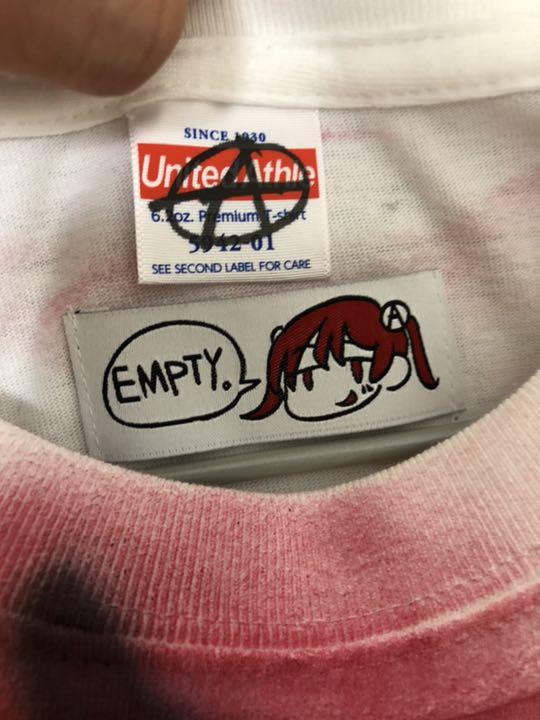 SINCE 1930
United Athle
6.2oz. Premium T-shirt
5942-01
SEE SECOND LABEL FOR CARE
A
EMPTY.
A